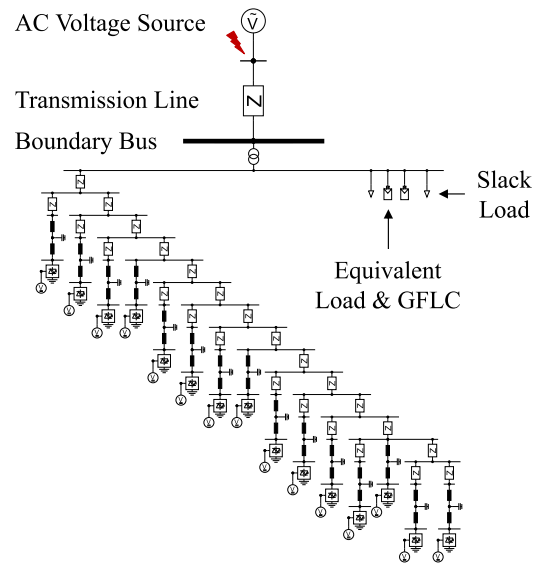 AC Voltage Source
Ṽ
Transmission Line
Z
Boundary Bus
Slack
Load
Equivalent
Load & GFLC